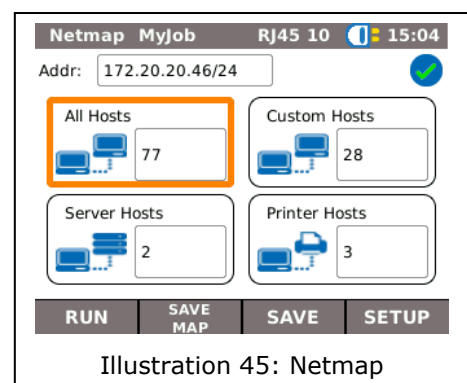 Netmap MyJob RJ45 10 15:04
Addr: 172.20.20.46/24
All Hosts Custom Hosts
77 28
Server Hosts Printer Hosts
2 3
RUN SAVE MAP SAVE SETUP
Illustration 45: Netmap